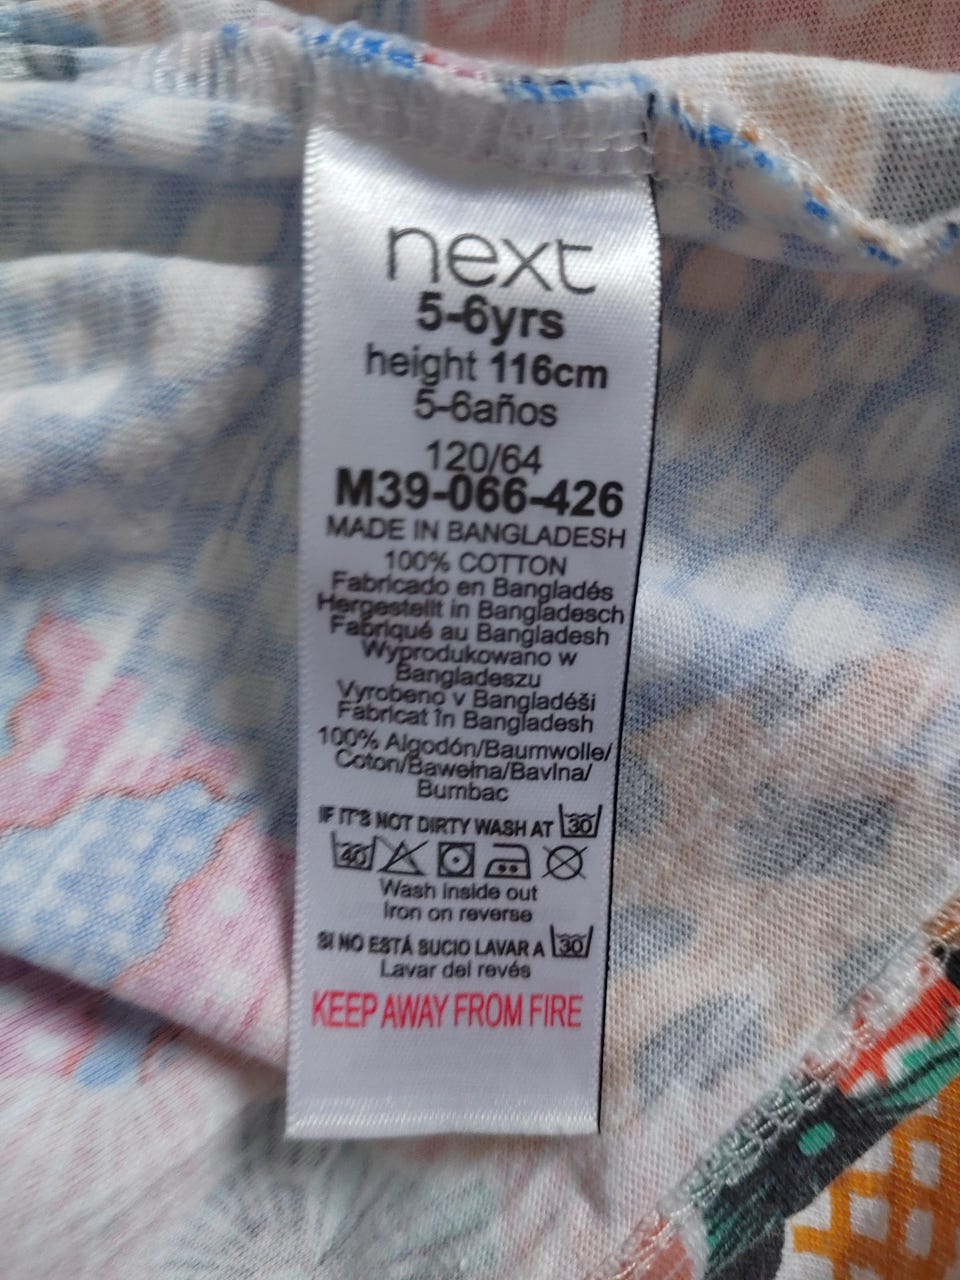 next
5-6yrs
height 116cm
5-6años
120/64
M39-066-426
MADE IN BANGLADESH
100% COTTON
Fabricado en Bangladés
Hergestellt in Bangladesch
Fabriqué au Bangladesh
Wyprodukowano w
Bangladeszu
Vyrobeno v Bangladéši
Fabricat în Bangladesh
100% Algodón/Baumwolle/
Coton/Bawełna/Bavlna/
Bumbac
IF IT'S NOT DIRTY WASH AT 30
40
Wash inside out
Iron on reverse
SI NO ESTÁ SUCIO LAVAR A 30
Lavar del revés
KEEP AWAY FROM FIRE